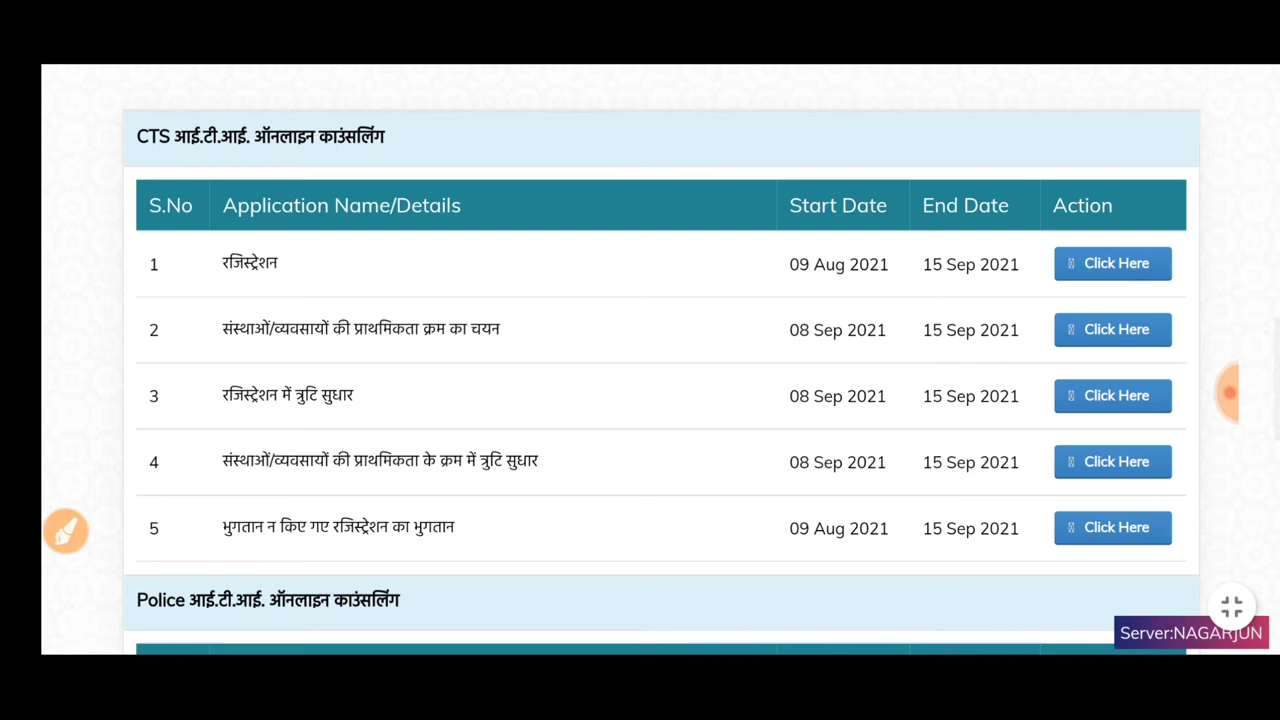 CTS आई.टी.आई. ऑनलाइन काउंसलिंग
S.No Application Name/Details Start Date End Date Action
1 रजिस्ट्रेशन 09 Aug 2021 15 Sep 2021 Click Here
2 संस्थाओं/व्यवसायों की प्राथमिकता क्रम का चयन 08 Sep 2021 15 Sep 2021 Click Here
3 रजिस्ट्रेशन में त्रुटि सुधार 08 Sep 2021 15 Sep 2021 Click Here
4 संस्थाओं/व्यवसायों की प्राथमिकता के क्रम में त्रुटि सुधार 08 Sep 2021 15 Sep 2021 Click Here
5 भुगतान न किए गए रजिस्ट्रेशन का भुगतान 09 Aug 2021 15 Sep 2021 Click Here
Police आई.टी.आई. ऑनलाइन काउंसलिंग
Server:NAGARJUN